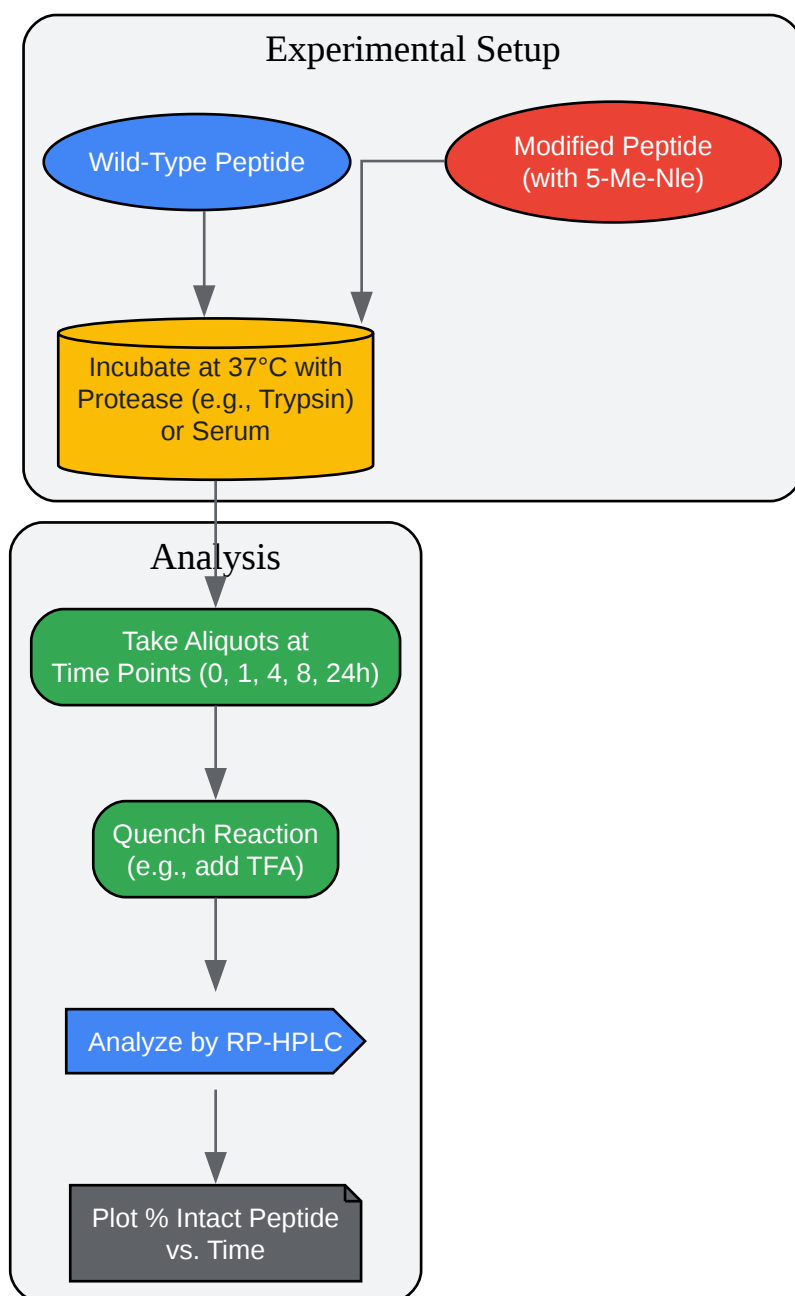 Experimental Setup
Wild-Type Peptide
Modified Peptide
(with 5-Me-Nle)
Incubate at 37°C with
Protease (e.g., Trypsin)
or Serum
Analysis
Take Aliquots at
Time Points (0, 1, 4, 8, 24h)
Quench Reaction
(e.g., add TFA)
Analyze by RP-HPLC
Plot % Intact Peptide
vs. Time